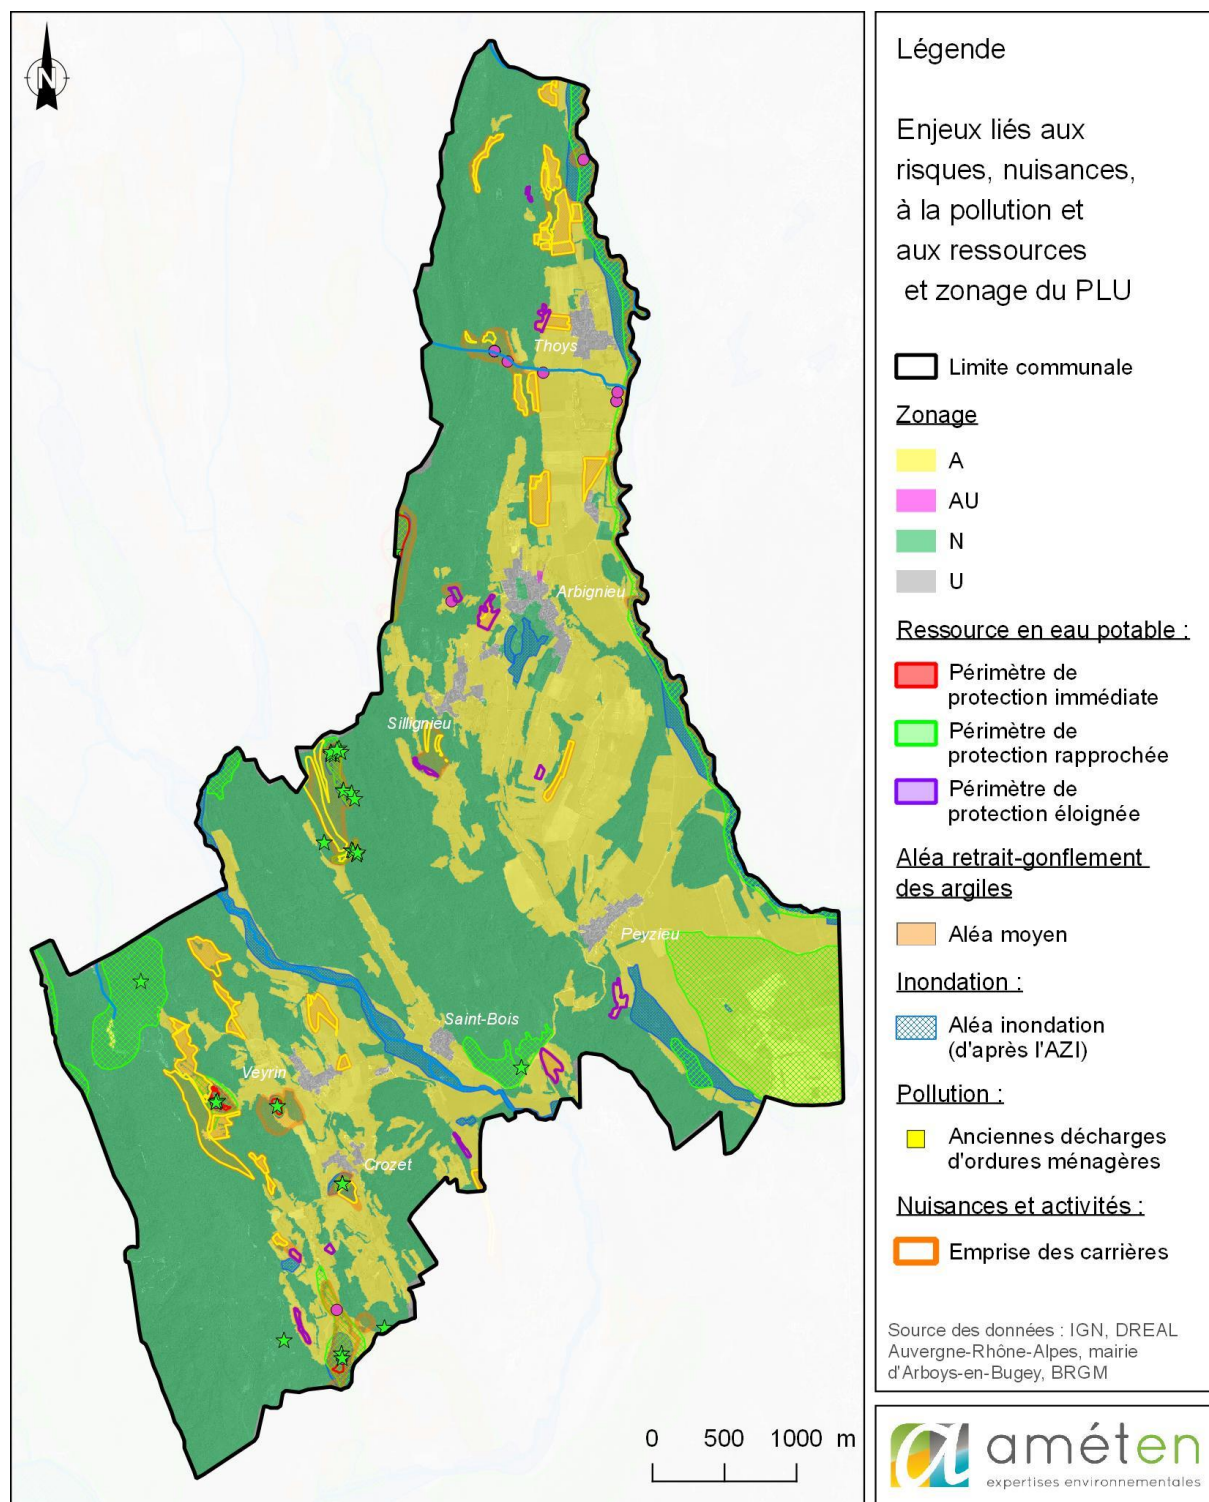 N
Thoys
Arbignieu
Sillignieu
Peyzieu
Saint-Bois
Veyrin
Crozet
0 500 1000 m
Légende
Enjeux liés aux
risques, nuisances,
à la pollution et
aux ressources
et zonage du PLU
Limite communale
Zonage
A
AU
N
U
Ressource en eau potable :
Périmètre de
protection immédiate
Périmètre de
protection rapprochée
Périmètre de
protection éloignée
Aléa retrait-gonflement
des argiles
Aléa moyen
Inondation :
Aléa inondation
(d'après l'AZI)
Pollution :
Anciennes décharges
d'ordures ménagères
Nuisances et activités :
Emprise des carrières
Source des données : IGN, DREAL
Auvergne-Rhône-Alpes, mairie
d'Arboys-en-Bugey, BRGM
a améten
expertises environnementales